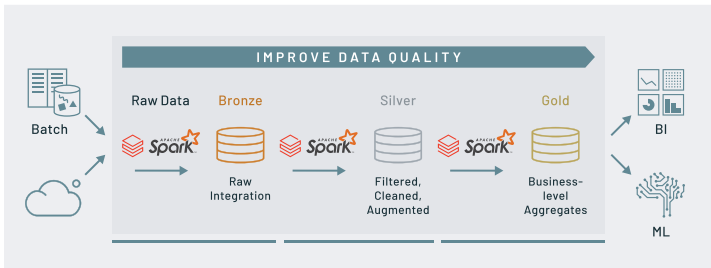 IMPROVE DATA QUALITY
Batch
Raw Data
Bronze
Silver
Gold
APACHE
Spark
APACHE
Spark
APACHE
Spark
Raw
Integration
Filtered,
Cleaned,
Augmented
Business-
level
Aggregates
BI
ML